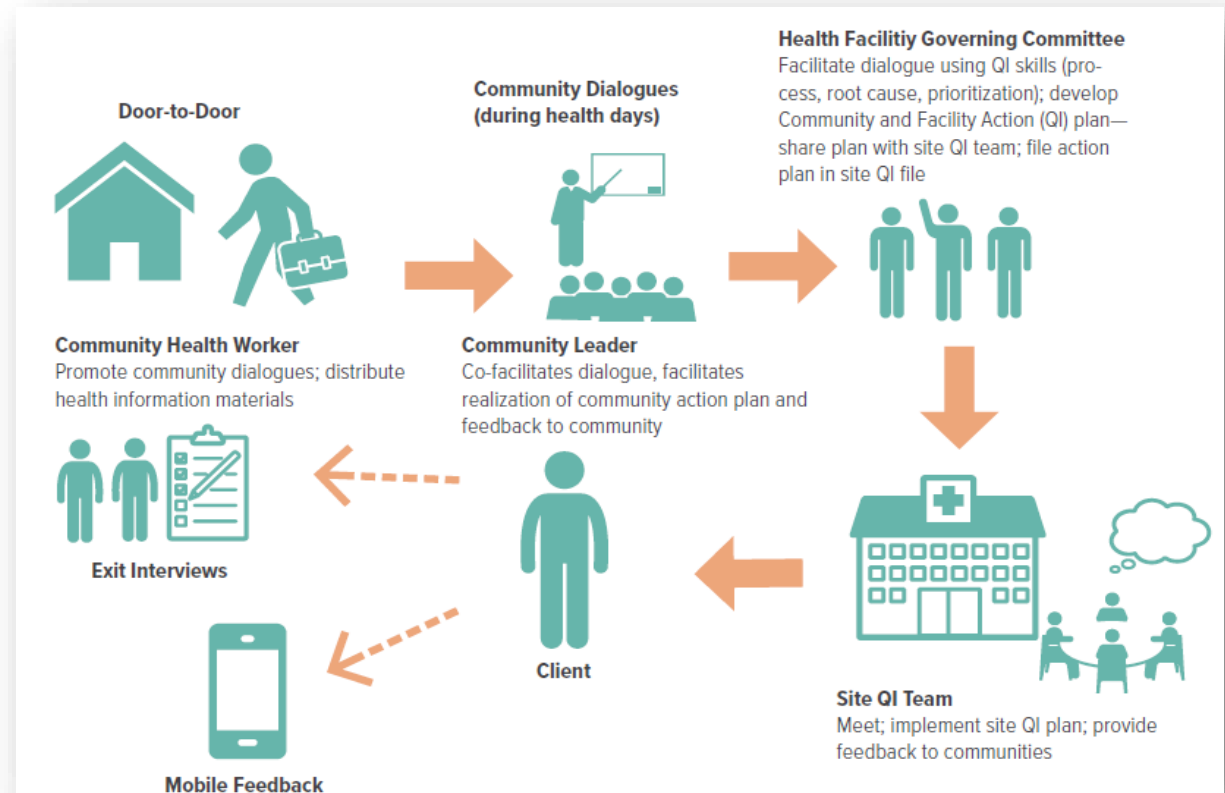 Door-to-Door
Community Health Worker
Promote community dialogues; distribute
health information materials
Community Dialogues
(during health days)
Community Leader
Co-facilitates dialogue, facilitates
realization of community action plan and
feedback to community
Health Facilitiy Governing Committee
Facilitate dialogue using QI skills (pro-
cess, root cause, prioritization); develop
Community and Facility Action (QI) plan—
share plan with site QI team; file action
plan in site QI file
Site QI Team
Meet; implement site QI plan; provide
feedback to communities
Client
Exit Interviews
Mobile Feedback